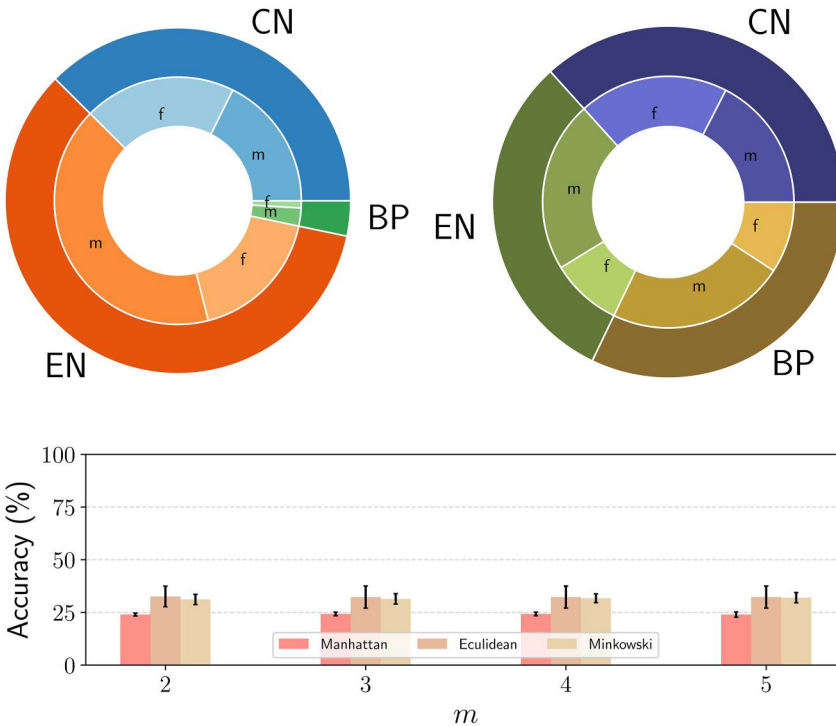 CN
f
m
f
m
BP
m
f
EN
CN
f
m
m
EN
f
f
m
BP
Accuracy (%)
100
75
50
25
0
Manhattan Eculidean Minkowski
2 3 4 5
m